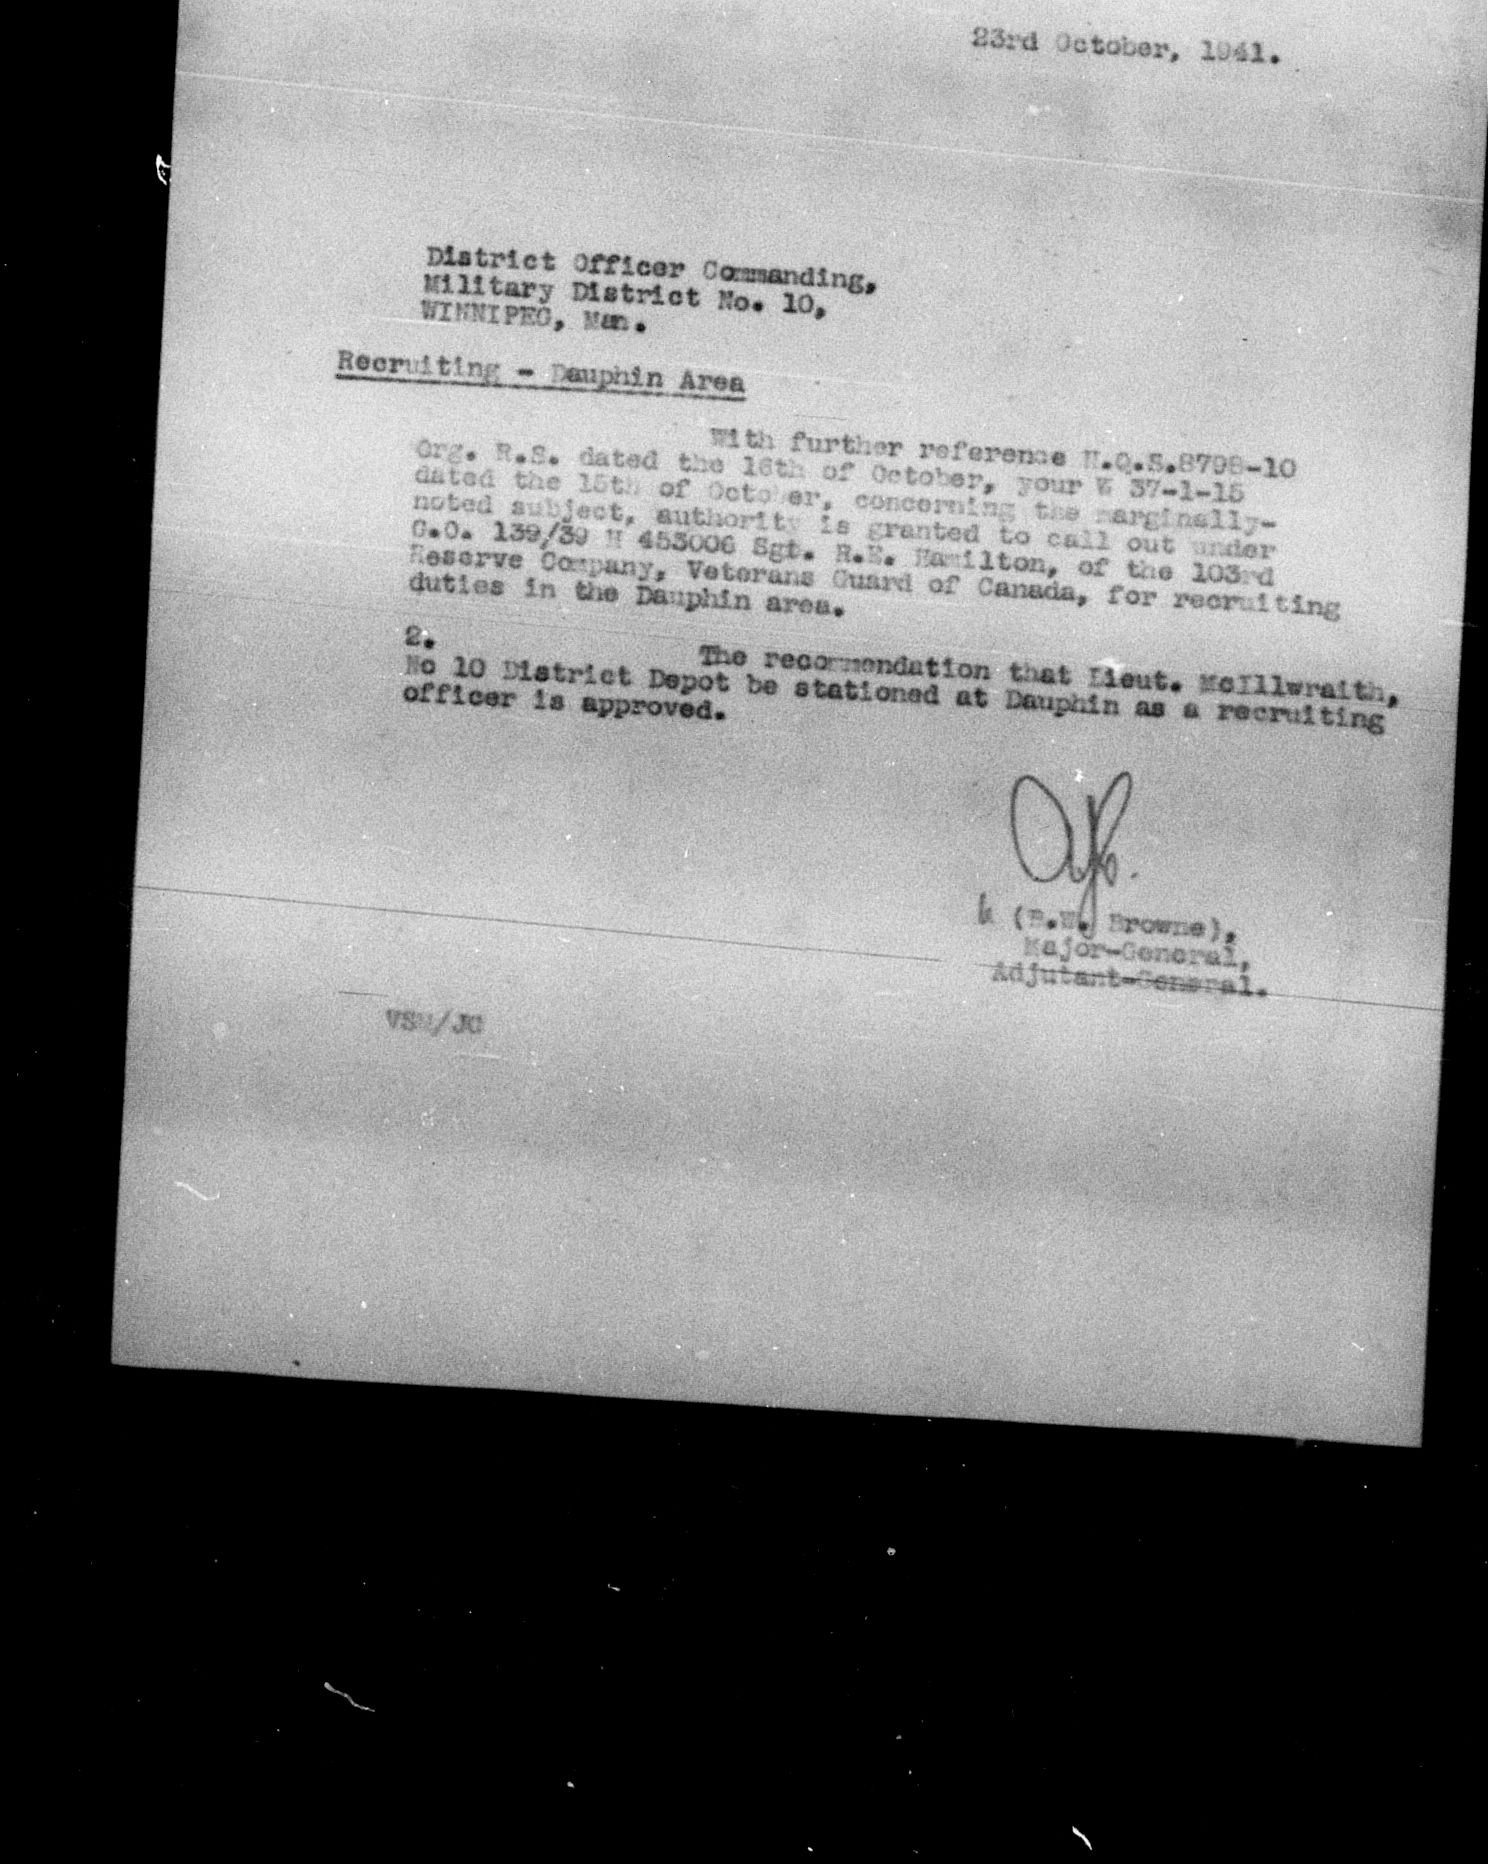 23rd October, 1941.
District Officer Commanding,
Military District No. 10,
WINNIPEG, Man.
Recruiting - Dauphin Area
With further reference H.Q.S.8798-10
Org. R.S. dated the 16th of October, your W 37-1-15
dated the 15th of October, concerning the marginally-
noted subject, authority is granted to call out under
G.O. 139/39 H 453006 Sgt. R.E. Hamilton, of the 103rd
Reserve Company, Veterans Guard of Canada, for recruiting
duties in the Dauphin area.
2.
The recommendation that Lieut. McIllwraith,
No 10 District Depot be stationed at Dauphin as a recruiting
officer is approved.
(B.W. Browne),
Major-General,
Adjutant-General.
VSM/JC